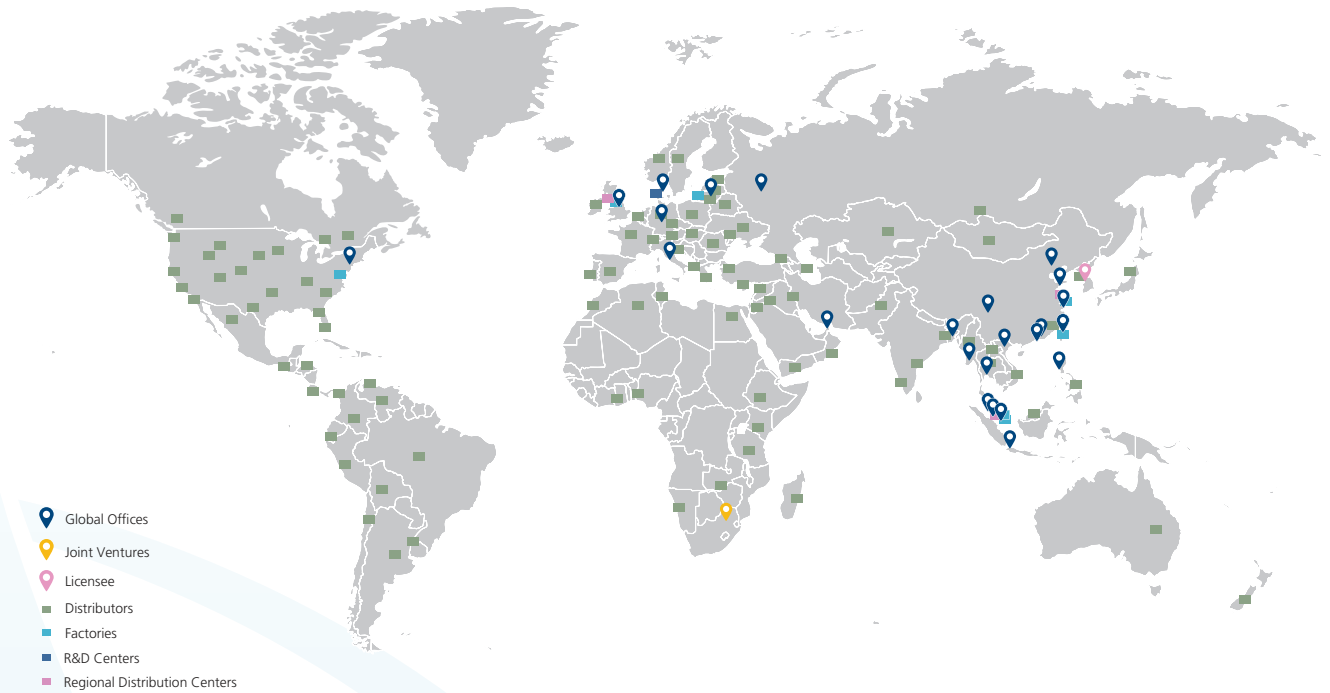 Global Offices
Joint Ventures
Licensee
Distributors
Factories
R&D Centers
Regional Distribution Centers